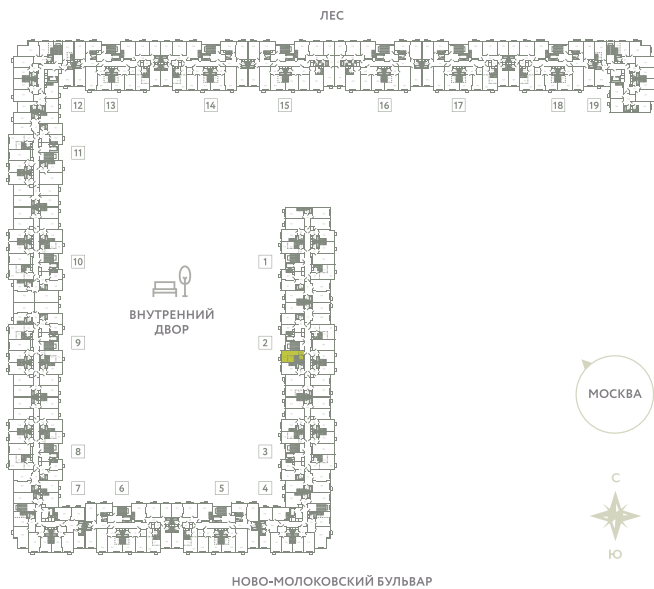 ЛЕС
12 13 14 15 16 17 18 19
11
10 1
ВНУТРЕННИЙ
ДВОР
9 2
МОСКВА
8 3
7 6 5 4
С
Ю
НОВО-МОЛОКОВСКИЙ БУЛЬВАР